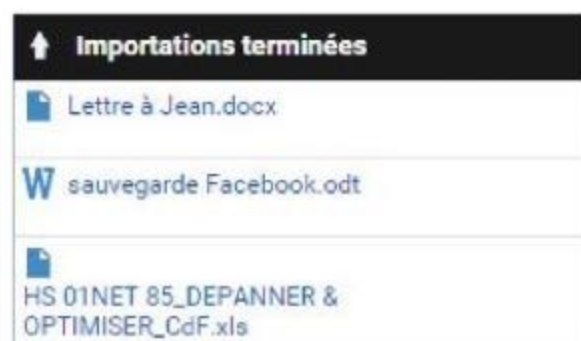 Importations terminées
Lettre à Jean.docx
W sauvegarde Facebook.odt
HS 01NET 85_DEPANNER &
OPTIMISER_CdF.xls